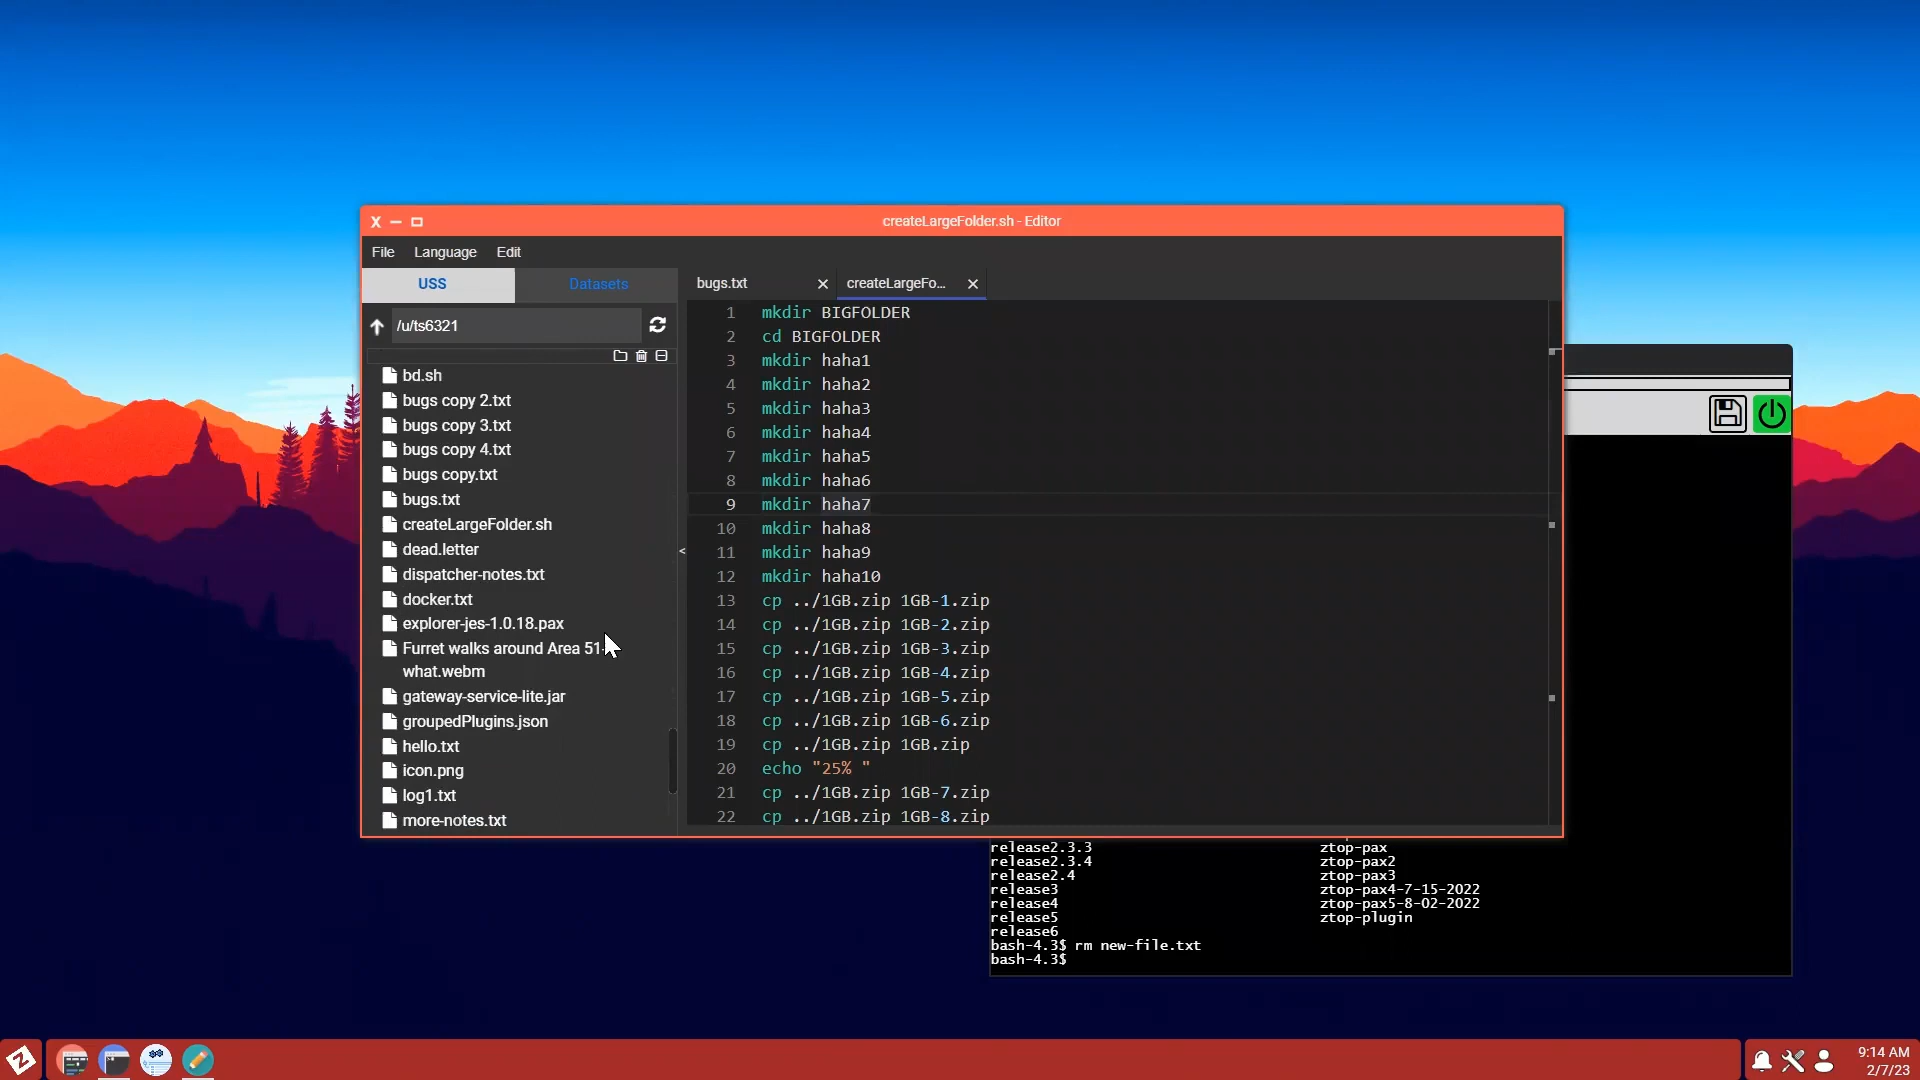 createLargeFolder.sh - Editor
File Language Edit
USS Datasets
bugs.txt createLargeFo...
/u/ts6321
bd.sh
bugs copy 2.txt
bugs copy 3.txt
bugs copy 4.txt
bugs copy.txt
bugs.txt
createLargeFolder.sh
dead.letter
dispatcher-notes.txt
docker.txt
explorer-jes-1.0.18.pax
Furret walks around Area 51-
what.webm
gateway-service-lite.jar
groupedPlugins.json
hello.txt
icon.png
log1.txt
more-notes.txt
1 mkdir BIGFOLDER
2 cd BIGFOLDER
3 mkdir haha1
4 mkdir haha2
5 mkdir haha3
6 mkdir haha4
7 mkdir haha5
8 mkdir haha6
9 mkdir haha7
10 mkdir haha8
11 mkdir haha9
12 mkdir haha10
13 cp ../1GB.zip 1GB-1.zip
14 cp ../1GB.zip 1GB-2.zip
15 cp ../1GB.zip 1GB-3.zip
16 cp ../1GB.zip 1GB-4.zip
17 cp ../1GB.zip 1GB-5.zip
18 cp ../1GB.zip 1GB-6.zip
19 cp ../1GB.zip 1GB.zip
20 echo "25% "
21 cp ../1GB.zip 1GB-7.zip
22 cp ../1GB.zip 1GB-8.zip
release2.3.3 ztop-pax
release2.3.4 ztop-pax2
release2.4 ztop-pax3
release3 ztop-pax4-7-15-2022
release4 ztop-pax5-8-02-2022
release5 ztop-plugin
release6
bash-4.3$ rm new-file.txt
bash-4.3$
9:14 AM
2/7/23